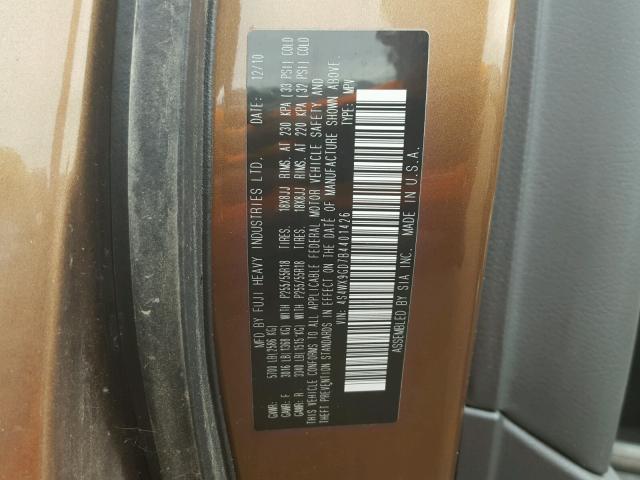 MFD BY FUJI HEAVY INDUSTRIES LTD. DATE: 12/10
GVWR: 5700 LB(2586 KG)
GAWR: F 3016 LB(1368 KG) WITH P255/55R18 TIRES. 18X8JJ RIMS, AT 230 KPA (33 PSI) COLD
GAWR: R 3340 LB(1515 KG) WITH P255/55R18 TIRES. 18X8JJ RIMS, AT 220 KPA (32 PSI) COLD
THIS VEHICLE CONFORMS TO ALL APPLICABLE FEDERAL MOTOR VEHICLE SAFETY AND
THEFT PREVENTION STANDARDS IN EFFECT ON THE DATE OF MANUFACTURE SHOWN ABOVE.
VIN: 4S4WX9GD7B4401426 TYPE: MPV
ASSEMBLED BY SIA INC. MADE IN U.S.A.